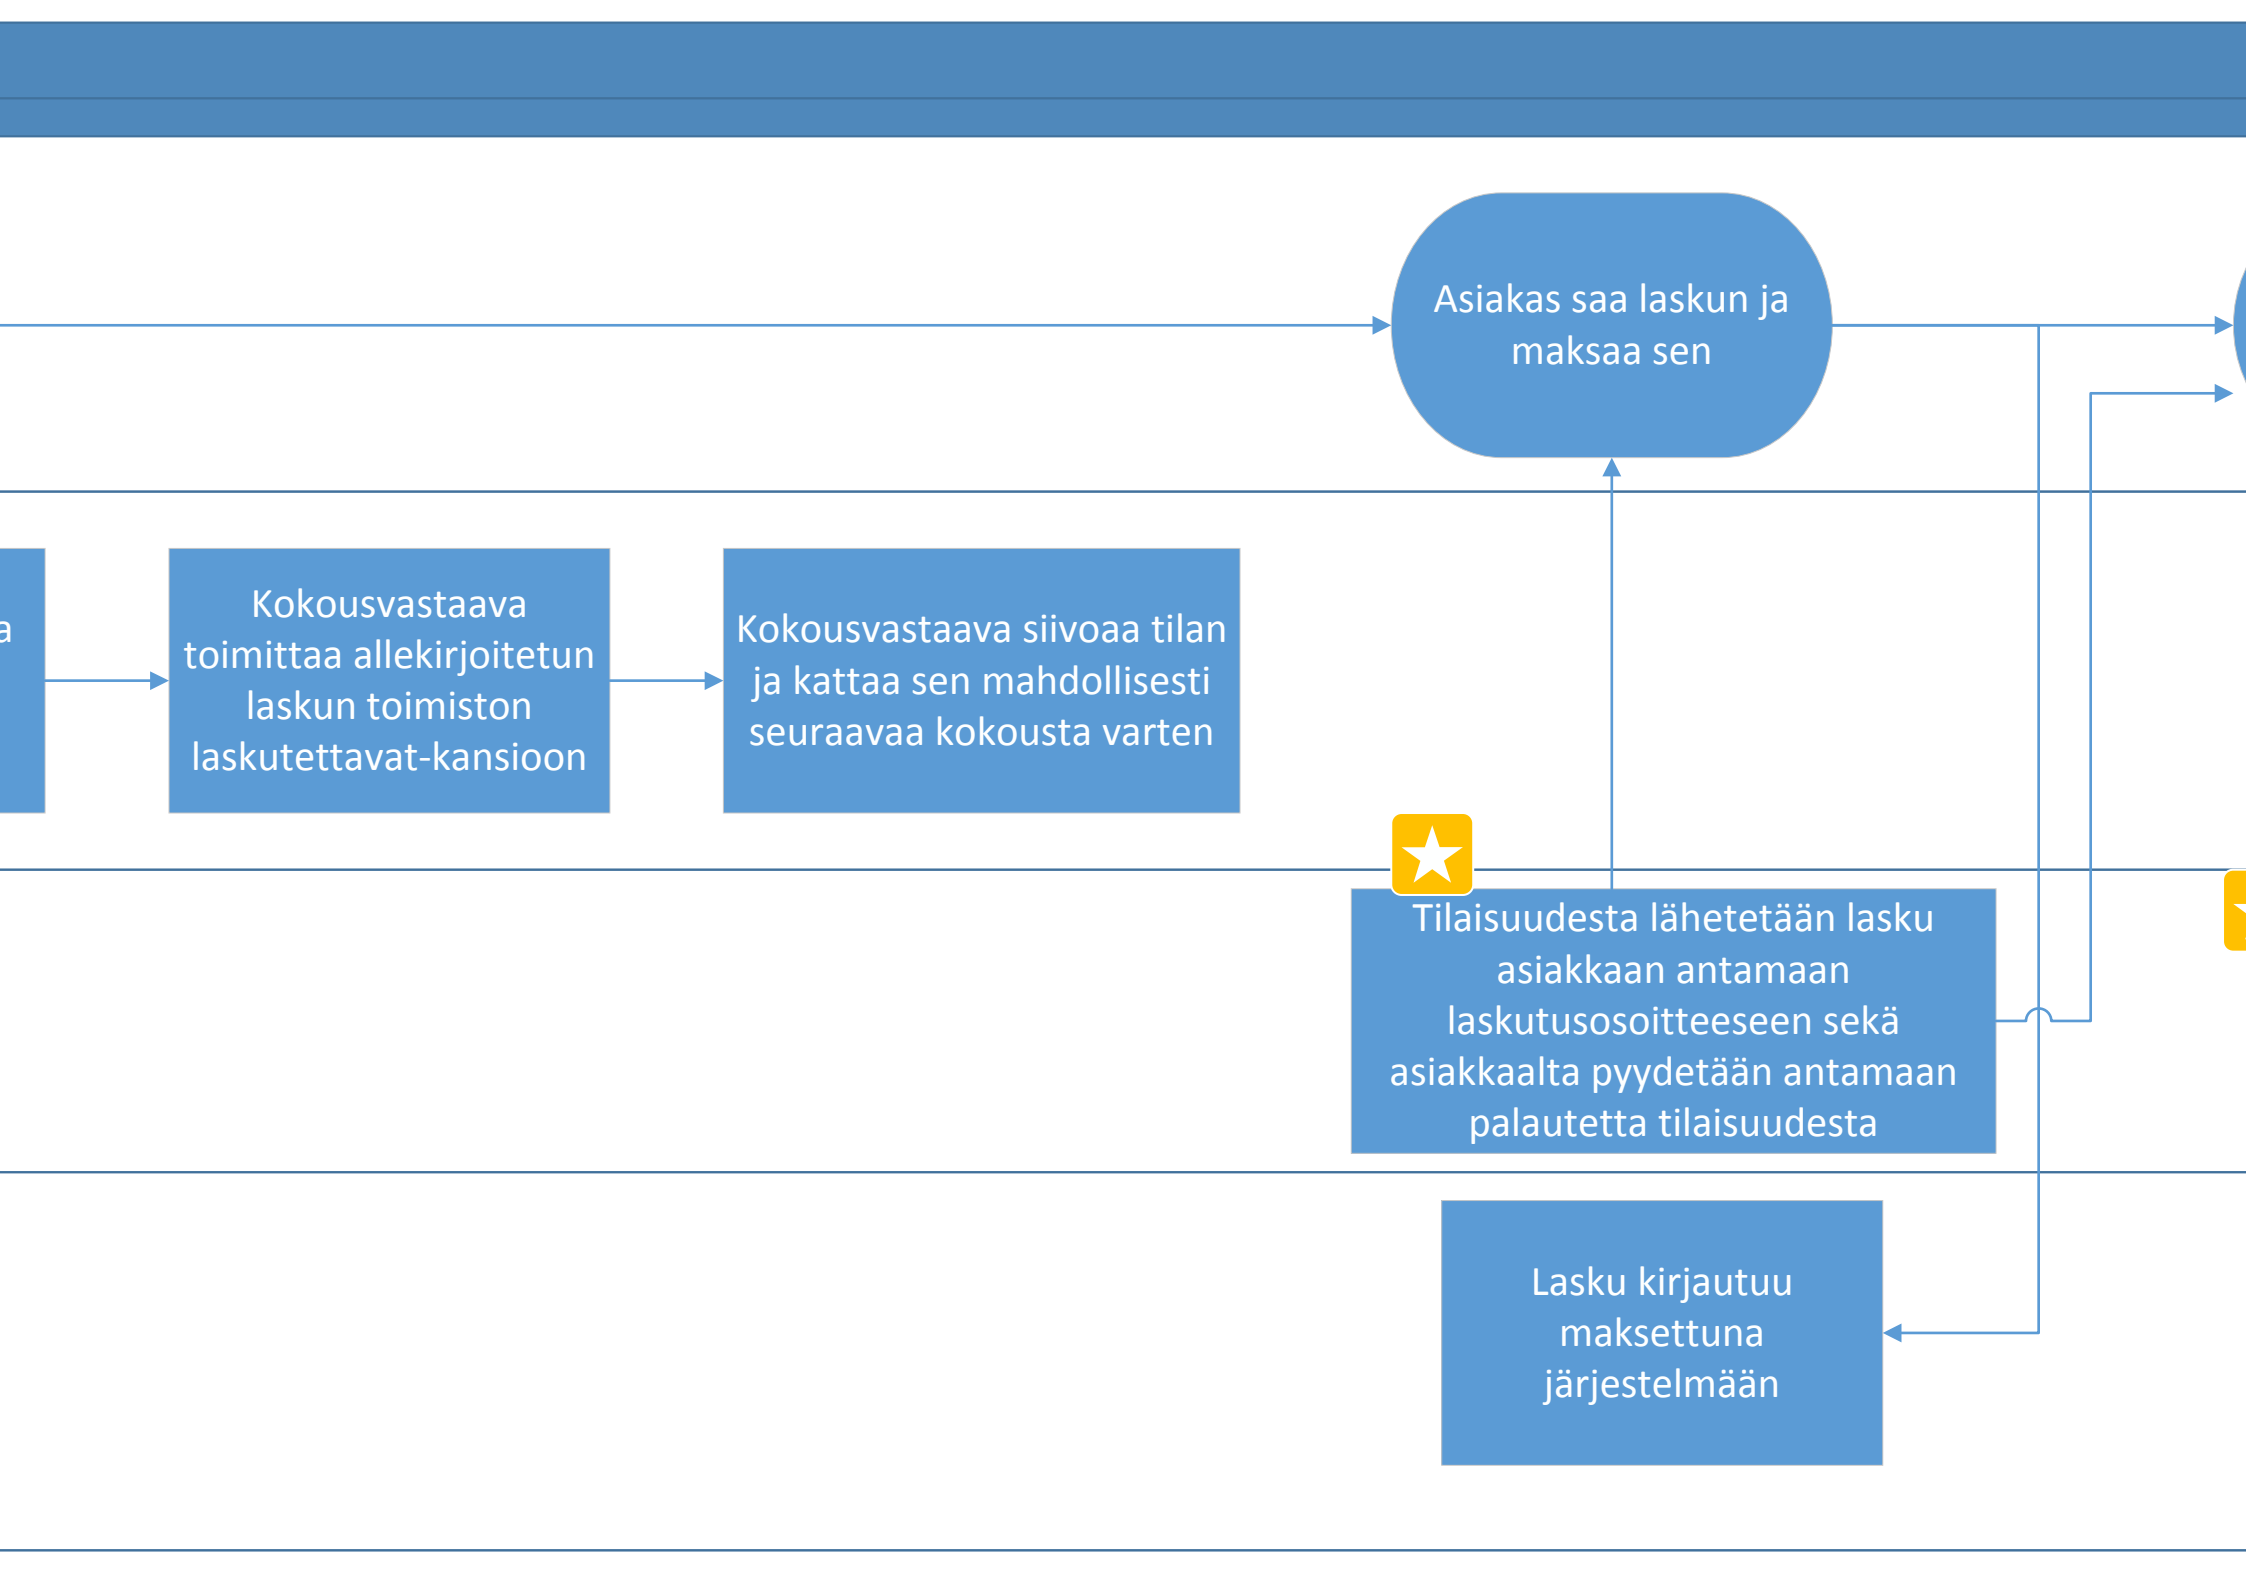 Asiakas saa laskun ja
maksaa sen
a
Kokousvastaava
toimittaa allekirjoitetun
laskun toimiston
laskutettavat-kansioon
Kokousvastaava siivoaa tilan
ja kattaa sen mahdollisesti
seuraavaa kokousta varten
Tilaisuudesta lähetetään lasku
asiakkaan antamaan
laskutusosoitteeseen sekä
asiakkaalta pyydetään antamaan
palautetta tilaisuudesta
Lasku kirjautuu
maksettuna
järjestelmään